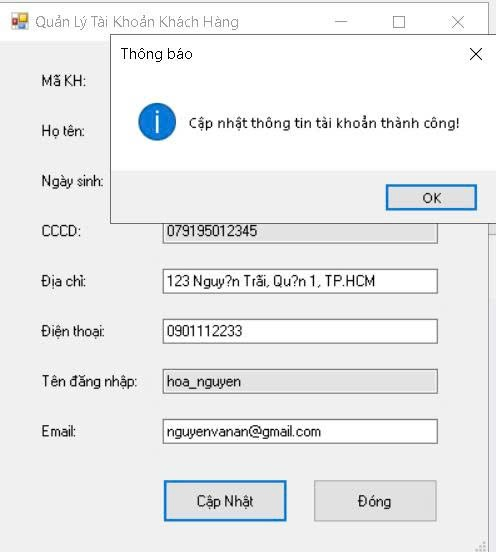 Quản Lý Tài Khoản Khách Hàng
Thông báo
Cập nhật thông tin tài khoản thành công!
OK
Mã KH:
Họ tên:
Ngày sinh:
CCCD: 079195012345
Địa chỉ: 123 Nguy?n Trãi, Qu?n 1, TP.HCM
Điện thoại: 0901112233
Tên đăng nhập: hoa_nguyen
Email: nguyenvanan@gmail.com
Cập Nhật Đóng